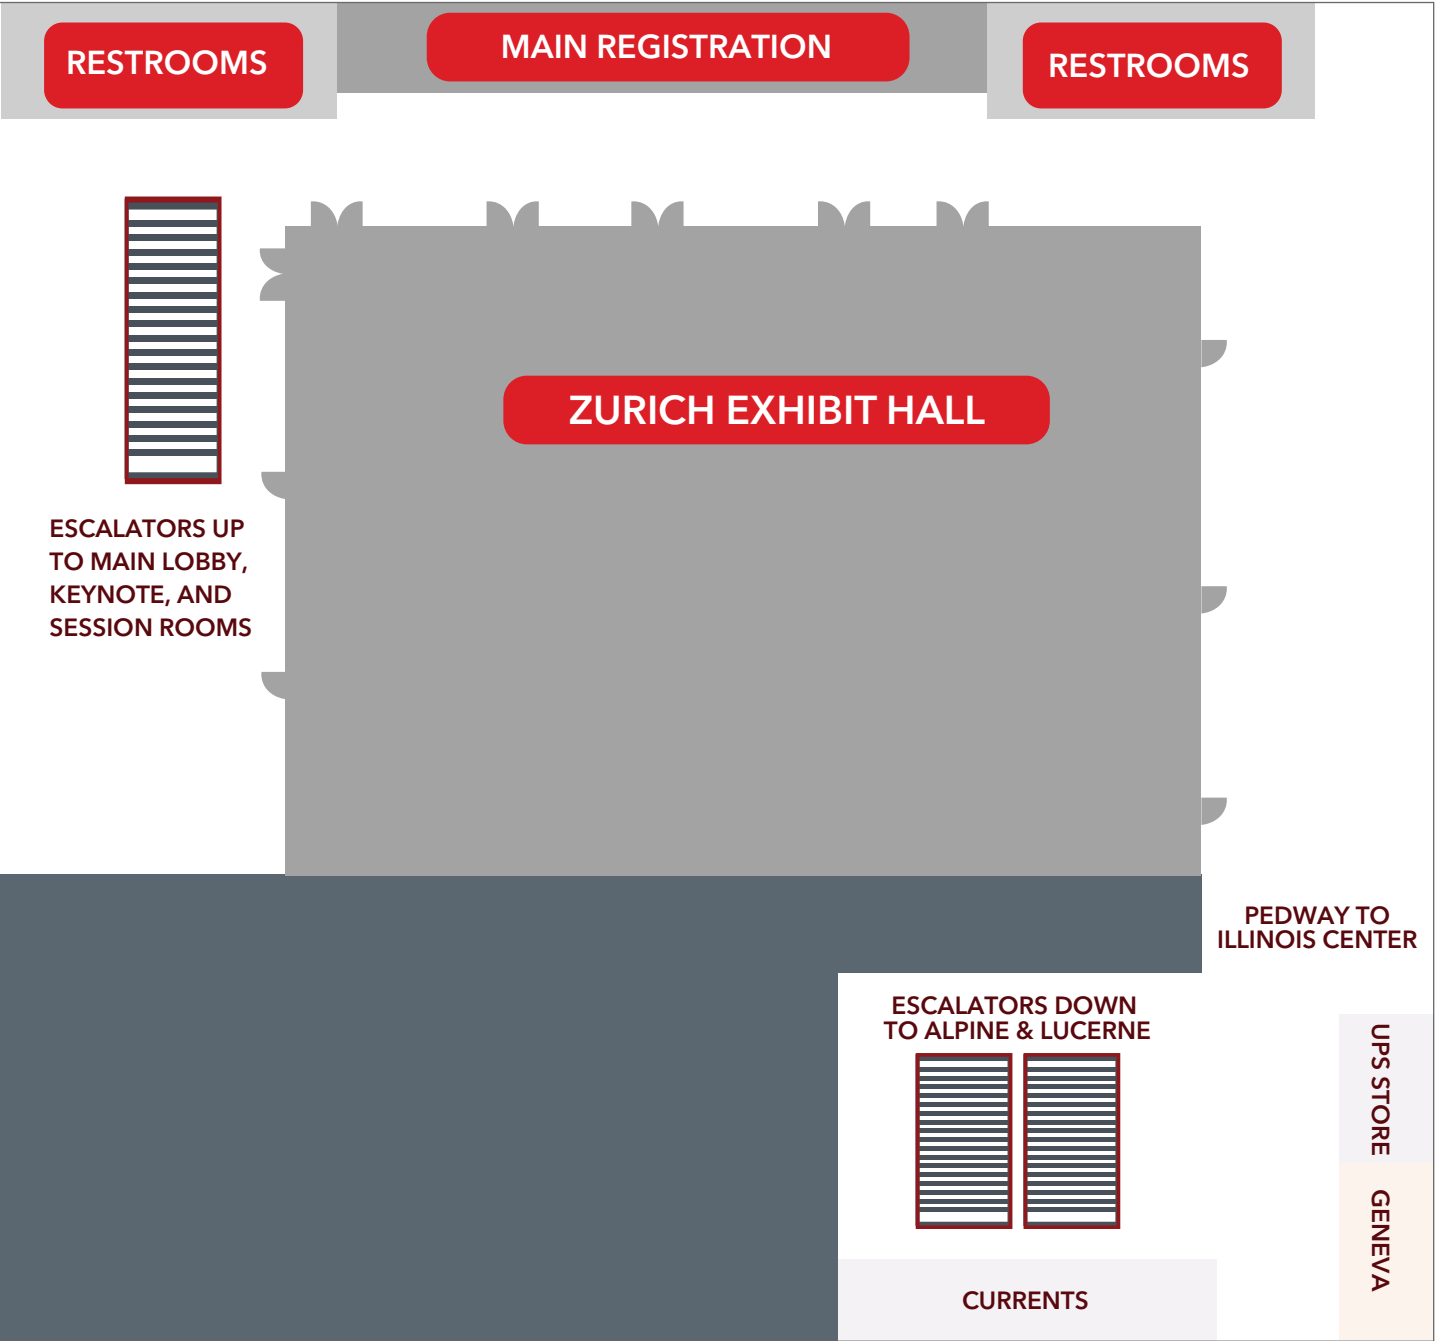 RESTROOMS
MAIN REGISTRATION
RESTROOMS
ZURICH EXHIBIT HALL
ESCALATORS UP
TO MAIN LOBBY,
KEYNOTE, AND
SESSION ROOMS
PEDWAY TO
ILLINOIS CENTER
ESCALATORS DOWN
TO ALPINE & LUCERNE
UPS STORE
GENEVA
CURRENTS